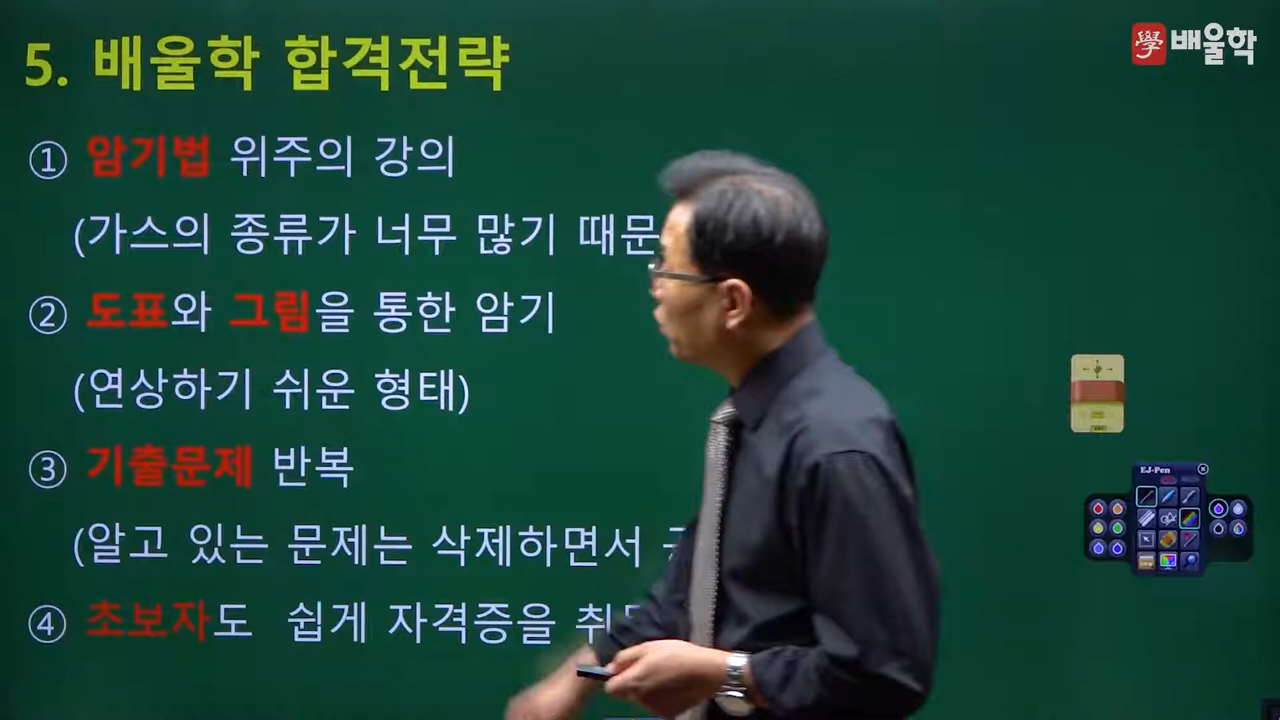 5. 배울학 합격전략
學 배울학
① 암기법 위주의 강의
(가스의 종류가 너무 많기
② 도표와 그림을 통한 암기
(연상하기 쉬운 형태)
③ 기출문제 반복
(알고 있는 문제는 삭제하면서
④ 초보자도 쉽게 자격증을
EJ-Pen